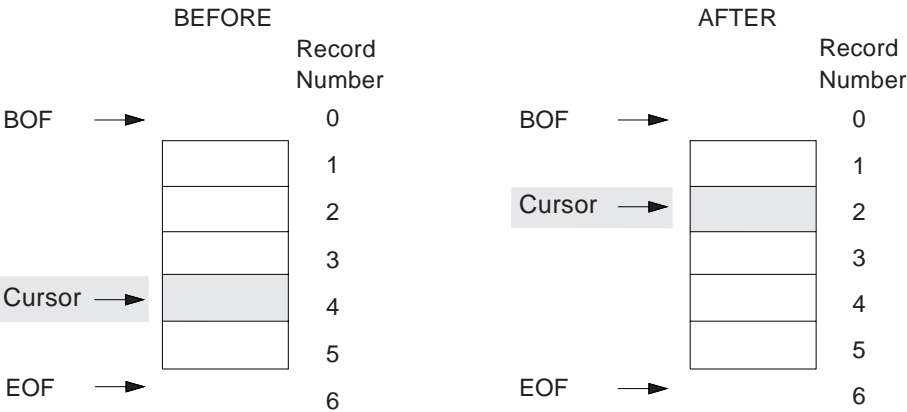 BEFORE
Record
Number
BOF
0
1
2
3
Cursor
4
5
EOF
6
AFTER
Record
Number
BOF
0
1
Cursor
2
3
4
5
EOF
6